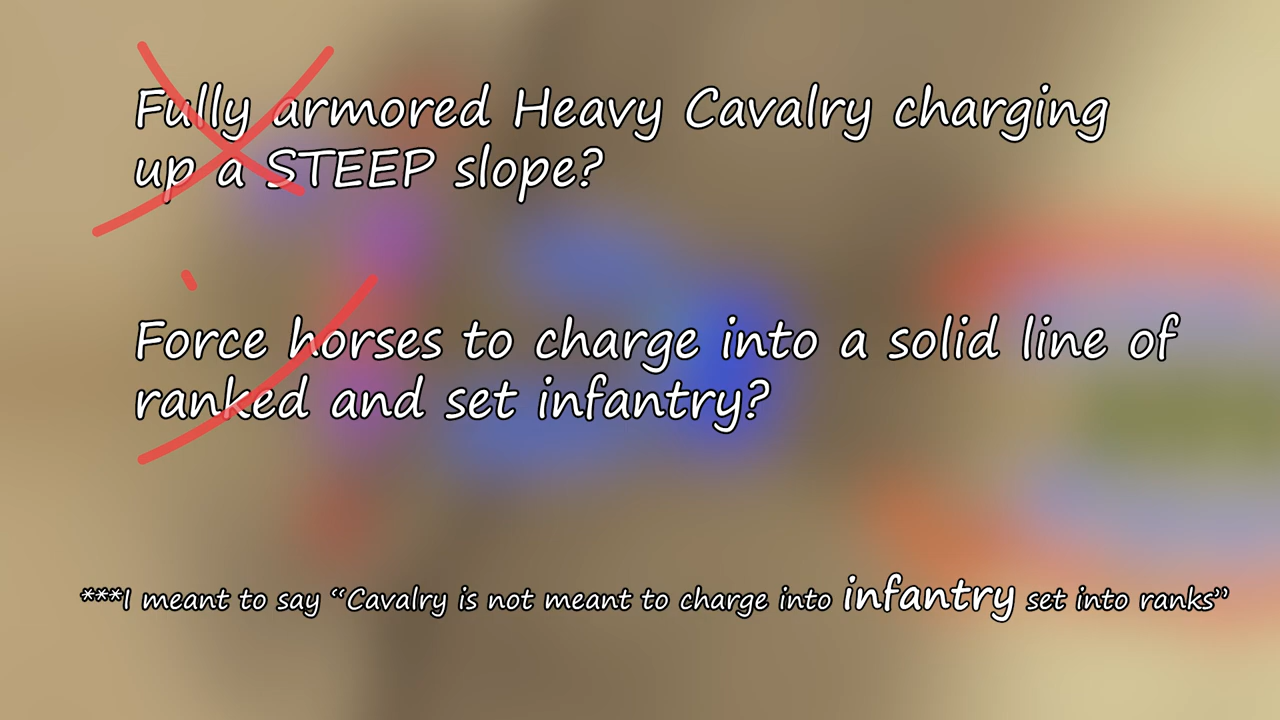 Fully armored Heavy Cavalry charging
up a STEEP slope?
Force horses to charge into a solid line of
ranked and set infantry?
***I meant to say “Cavalry is not meant to charge into infantry set into ranks”